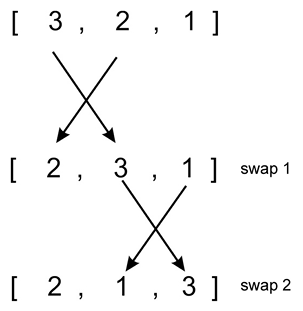 [ 3 , 2 , 1 ]
[ 2 , 3 , 1 ] swap 1
[ 2 , 1 , 3 ] swap 2